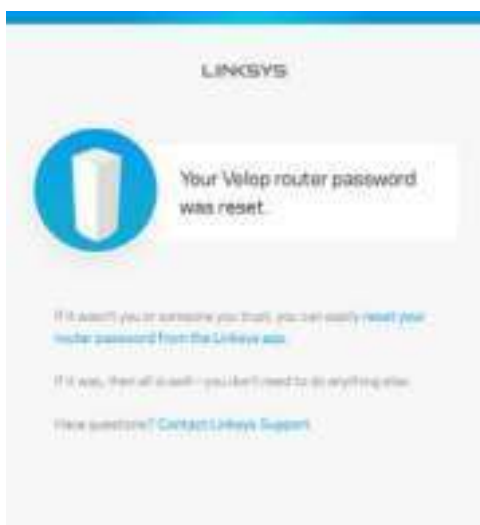 LINKSYS
Your Velop router password
was reset.
If it wasn't you or someone you trust, you can easily reset your
router password from the Linksys app.
If it was, then all is well - you don't need to do anything else.
Have questions? Contact Linksys Support